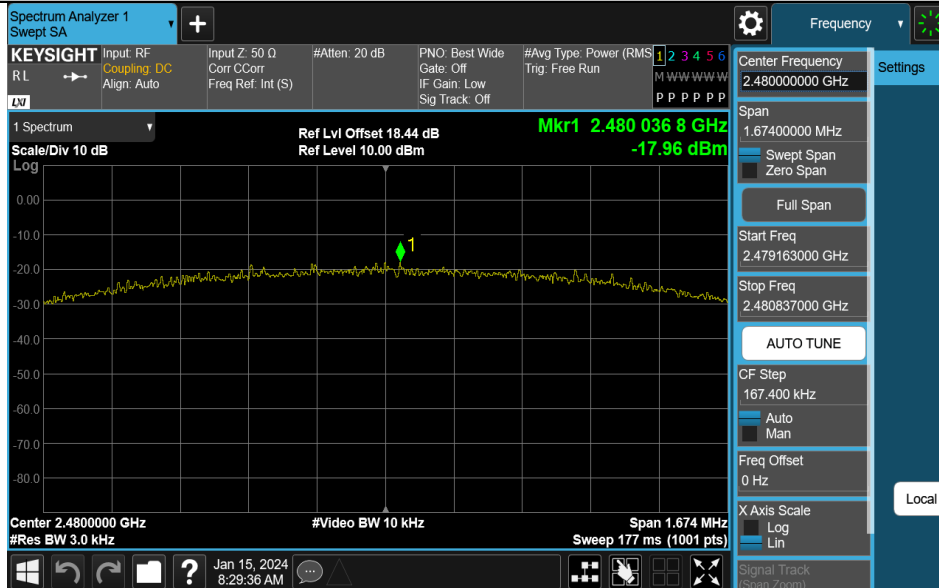 Spectrum Analyzer 1
Swept SA
+
Frequency
KEYSIGHT
RL
LXI
Input: RF
Coupling: DC
Align: Auto
Input Z: 50 Ω
Corr CCorr
Freq Ref: Int (S)
#Atten: 20 dB
PNO: Best Wide
Gate: Off
IF Gain: Low
Sig Track: Off
#Avg Type: Power (RMS
Trig: Free Run
1 2 3 4 5 6
M W W W W W
P P P P P P
1 Spectrum
Scale/Div 10 dB
Log
Ref Lvl Offset 18.44 dB
Ref Level 10.00 dBm
Mkr1 2.480 036 8 GHz
-17.96 dBm
1
0.00
-10.0
-20.0
-30.0
-40.0
-50.0
-60.0
-70.0
-80.0
Center 2.4800000 GHz
#Res BW 3.0 kHz
#Video BW 10 kHz
Span 1.674 MHz
Sweep 177 ms (1001 pts)
?
Jan 15, 2024
8:29:36 AM
Center Frequency
2.480000000 GHz
Settings
Span
1.67400000 MHz
Swept Span
Zero Span
Full Span
Start Freq
2.479163000 GHz
Stop Freq
2.480837000 GHz
AUTO TUNE
CF Step
167.400 kHz
Auto
Man
Freq Offset
0 Hz
Local
X Axis Scale
Log
Lin
Signal Track
(Span Zoom)